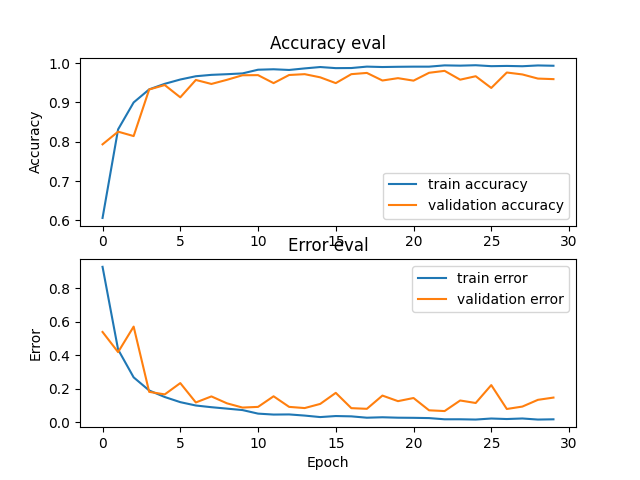 Accuracy eval
1.0
0.9
0.8
0.7
0.6
Accuracy
train accuracy
validation accuracy
0 5 10 15 20 25 30
Error eval
0.8
0.6
0.4
0.2
0.0
Error
train error
validation error
0 5 10 15 20 25 30
Epoch